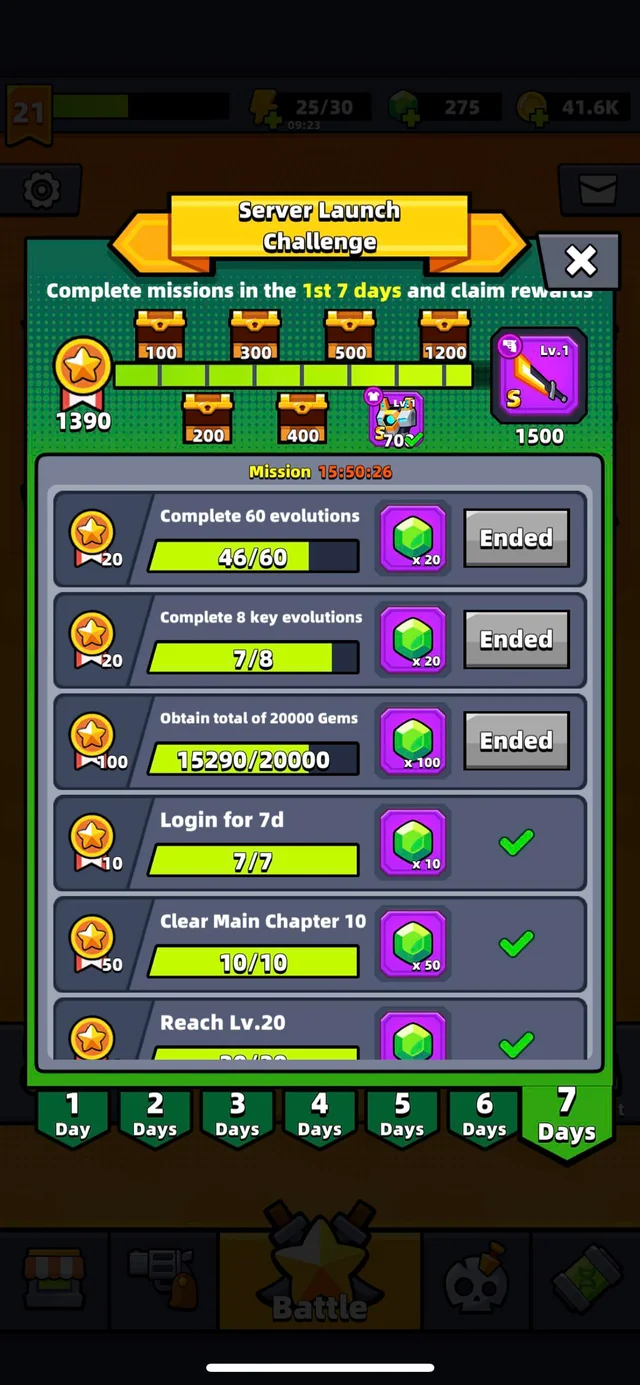 21
25/30
09:23
275
41.6K
Server Launch
Challenge
Complete missions in the 1st 7 days and claim rewards
100
300
500
1200
Lv.1
S
1390
200
400
Lv.1
S
70
1500
Mission 15:50:26
Complete 60 evolutions
20
46/60
x 20
Ended
Complete 8 key evolutions
20
7/8
x 20
Ended
Obtain total of 20000 Gems
100
15290/20000
x 100
Ended
Login for 7d
10
7/7
x 10
Clear Main Chapter 10
50
10/10
x 50
Reach Lv.20
1
Day
2
Days
3
Days
4
Days
5
Days
6
Days
7
Days
t
Battle